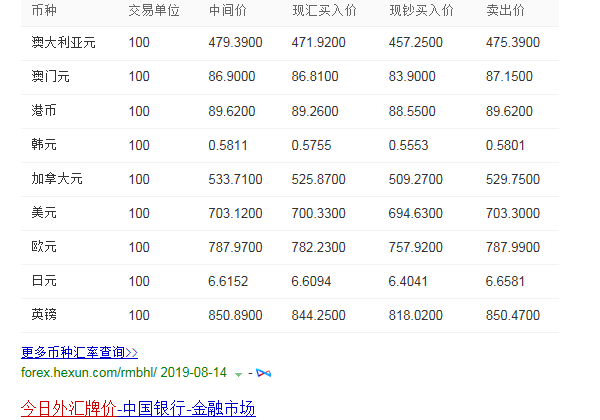 币种 交易单位 中间价 现汇买入价 现钞买入价 卖出价
澳大利亚元 100 479.3900 471.9200 457.2500 475.3900
澳门元 100 86.9000 86.8100 83.9000 87.1500
港币 100 89.6200 89.2600 88.5500 89.6200
韩元 100 0.5811 0.5755 0.5553 0.5801
加拿大元 100 533.7100 525.8700 509.2700 529.7500
美元 100 703.1200 700.3300 694.6300 703.3000
欧元 100 787.9700 782.2300 757.9200 787.9900
日元 100 6.6152 6.6094 6.4041 6.6581
英镑 100 850.8900 844.2500 818.0200 850.4700
更多币种汇率查询>>
forex.hexun.com/rmbhl/ 2019-08-14 -
今日外汇牌价-中国银行-金融市场